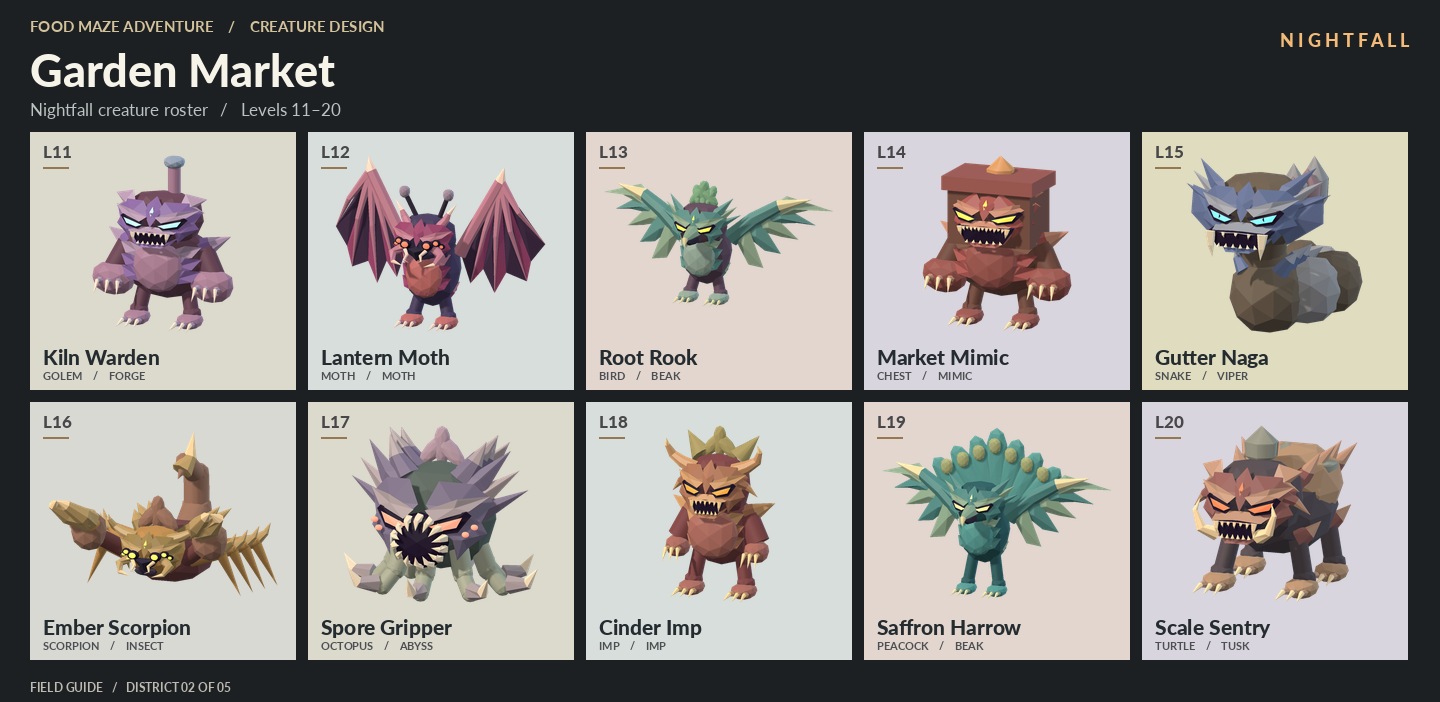 FOOD MAZE ADVENTURE / CREATURE DESIGN
NIGHTFALL
Garden Market
Nightfall creature roster / Levels 11–20
L11
Kiln Warden
GOLEM / FORGE
L12
Lantern Moth
MOTH / MOTH
L13
Root Rook
BIRD / BEAK
L14
Market Mimic
CHEST / MIMIC
L15
Gutter Naga
SNAKE / VIPER
L16
Ember Scorpion
SCORPION / INSECT
L17
Spore Gripper
OCTOPUS / ABYSS
L18
Cinder Imp
IMP / IMP
L19
Saffron Harrow
PEACOCK / BEAK
L20
Scale Sentry
TURTLE / TUSK
FIELD GUIDE / DISTRICT 02 OF 05